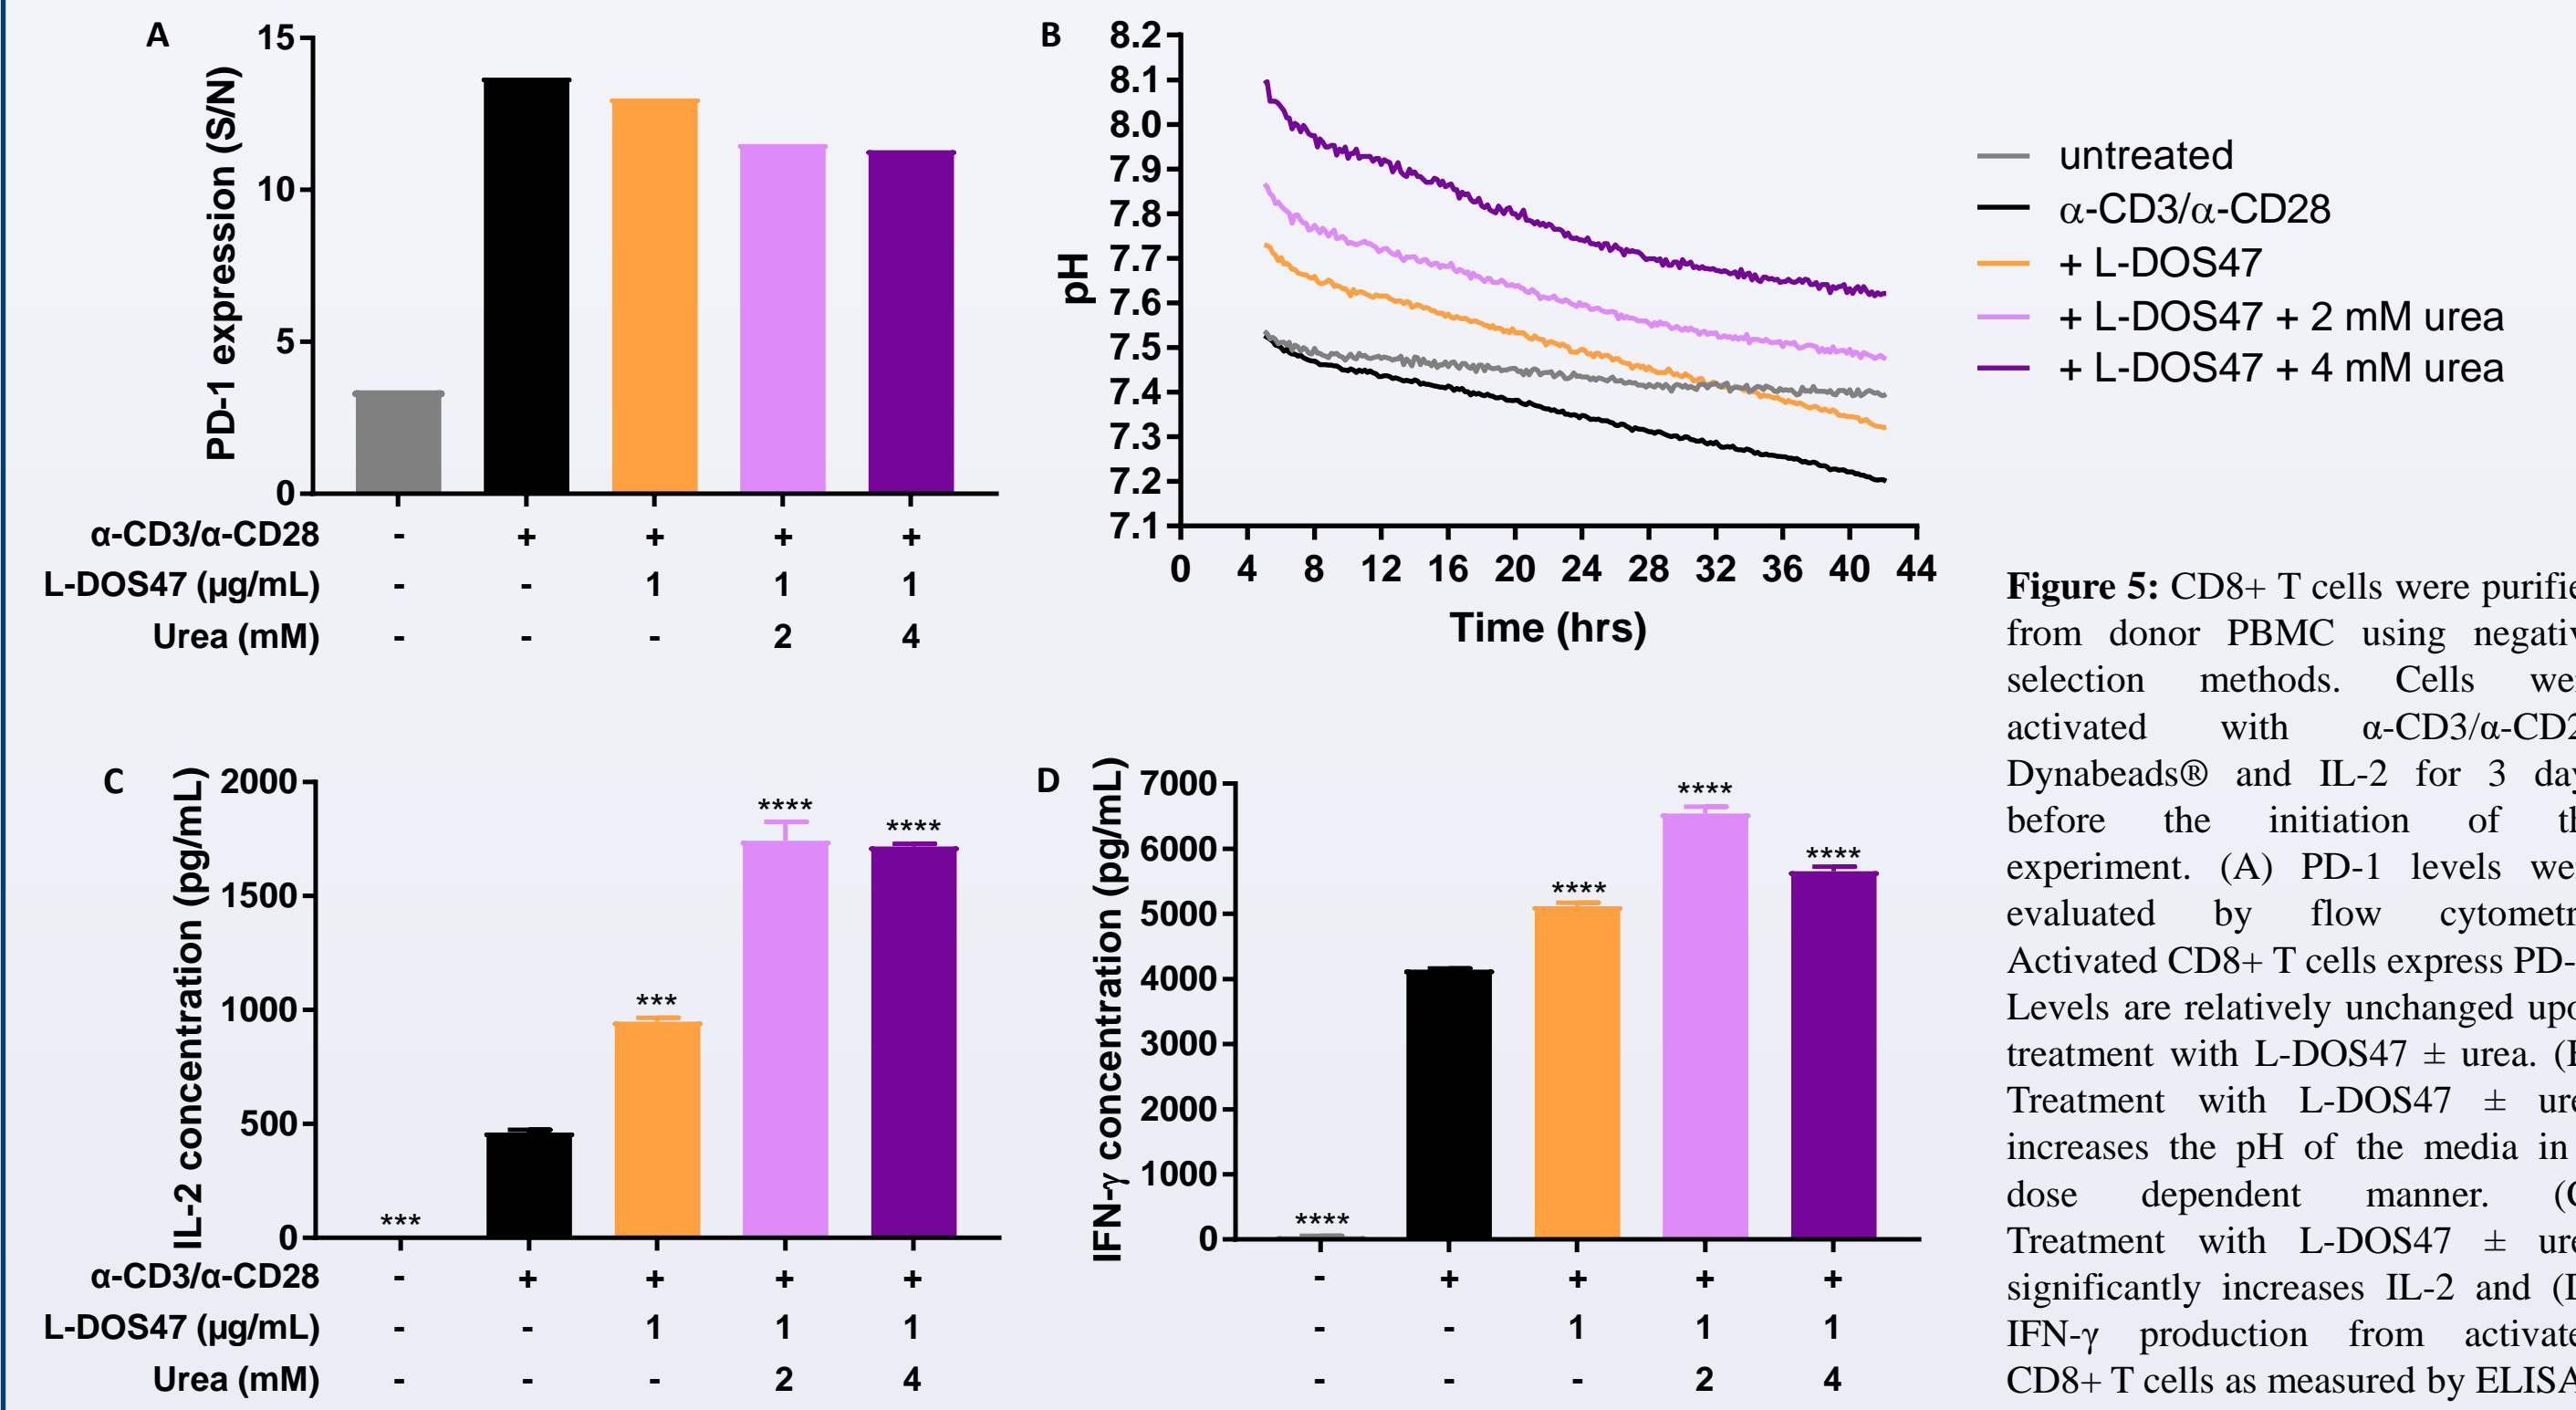 A
PD-1 expression (S/N)
15
10
5
0
α-CD3/α-CD28 - + + + +
L-DOS47 (µg/mL) - - 1 1 1
Urea (mM) - - - 2 4
B
pH
8.2
8.1
8.0
7.9
7.8
7.7
7.6
7.5
7.4
7.3
7.2
7.1
0 4 8 12 16 20 24 28 32 36 40 44
Time (hrs)
untreated
α-CD3/α-CD28
+ L-DOS47
+ L-DOS47 + 2 mM urea
+ L-DOS47 + 4 mM urea
C
IL-2 concentration (pg/mL)
2000
1500
1000
500
0
*** *** **** ****
α-CD3/α-CD28 - + + + +
L-DOS47 (µg/mL) - - 1 1 1
Urea (mM) - - - 2 4
D
IFN-γ concentration (pg/mL)
7000
6000
5000
4000
3000
2000
1000
0
**** **** **** ****
- + + + +
- - 1 1 1
- - - 2 4
Figure 5: CD8+ T cells were
from donor PBMC using
selection methods. Cells
activated with
Dynabeads® and IL-2 for 3
before the initiation of
experiment. (A) PD-1 levels
evaluated by flow
Activated CD8+ T cells express
Levels are relatively unchanged
treatment with L-DOS47 ± urea.
Treatment with L-DOS47 ±
increases the pH of the media in
dose dependent manner.
Treatment with L-DOS47 ±
significantly increases IL-2 and
IFN-γ production from
CD8+ T cells as measured by ELISA